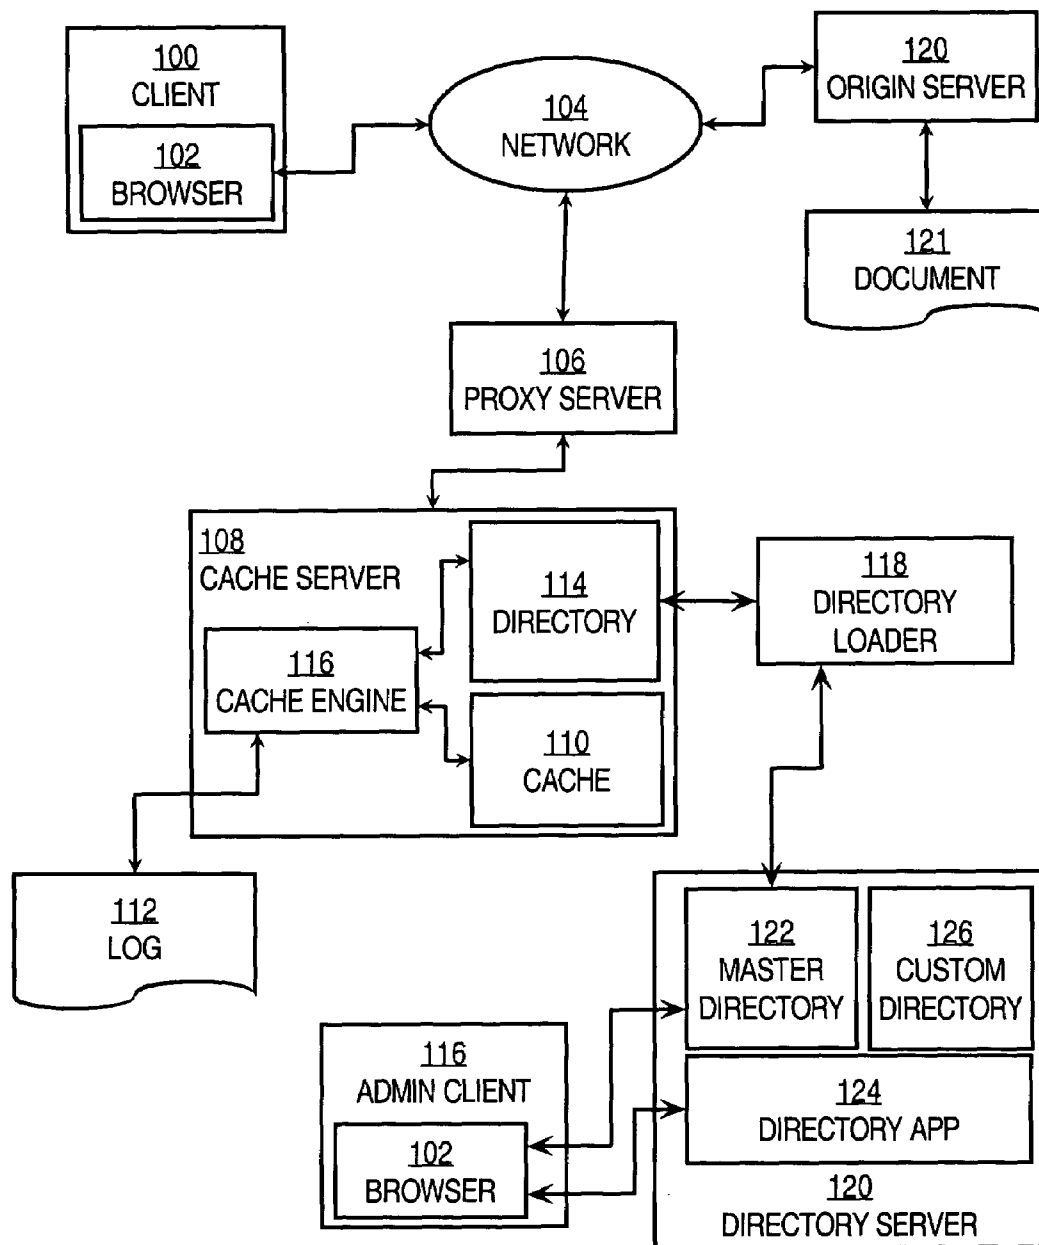 100
CLIENT
102
BROWSER
104
NETWORK
120
ORIGIN SERVER
121
DOCUMENT
106
PROXY SERVER
108
CACHE SERVER
114
DIRECTORY
116
CACHE ENGINE
110
CACHE
118
DIRECTORY
LOADER
112
LOG
122
MASTER
DIRECTORY
126
CUSTOM
DIRECTORY
116
ADMIN CLIENT
102
BROWSER
124
DIRECTORY APP
120
DIRECTORY SERVER